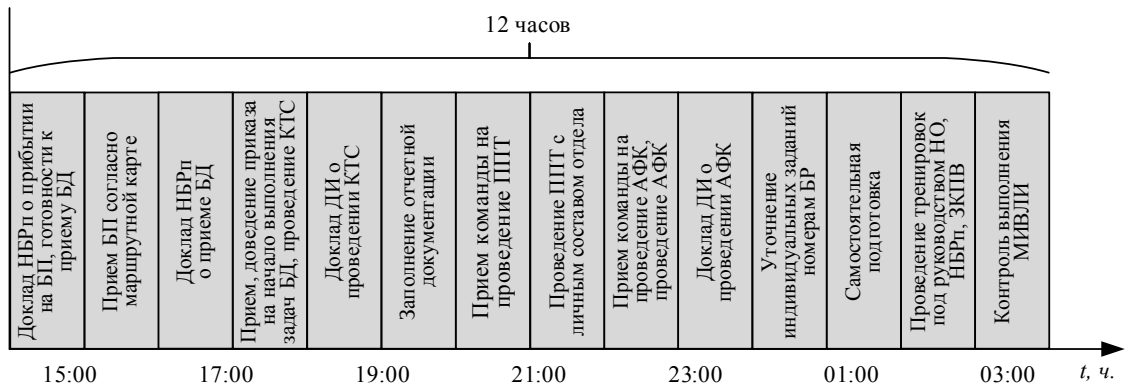 12 часов
Доклад НБРп о прибытии
на БП, готовности к
приему БД
Прием БП согласно
маршрутной карте
Доклад НБРп
о приеме БД
Прием, доведение приказа
на начало выполнения
задач БД, проведение КТС
Доклад ДИ о
проведении КТС
Заполнение отчетной
документации
Прием команды на
проведение ППТ
Проведение ППТ с
личным составом отдела
Прием команды на
проведение АФК,
проведение АФК
Доклад ДИ о
проведении АФК
Уточнение
индивидуальных заданий
номерам БР
Самостоятельная
подготовка
Проведение тренировок
под руководством НО,
НБРп, ЗКПВ
Контроль выполнения
МИВЛИ
15:00 17:00 19:00 21:00 23:00 01:00 03:00 t, ч.